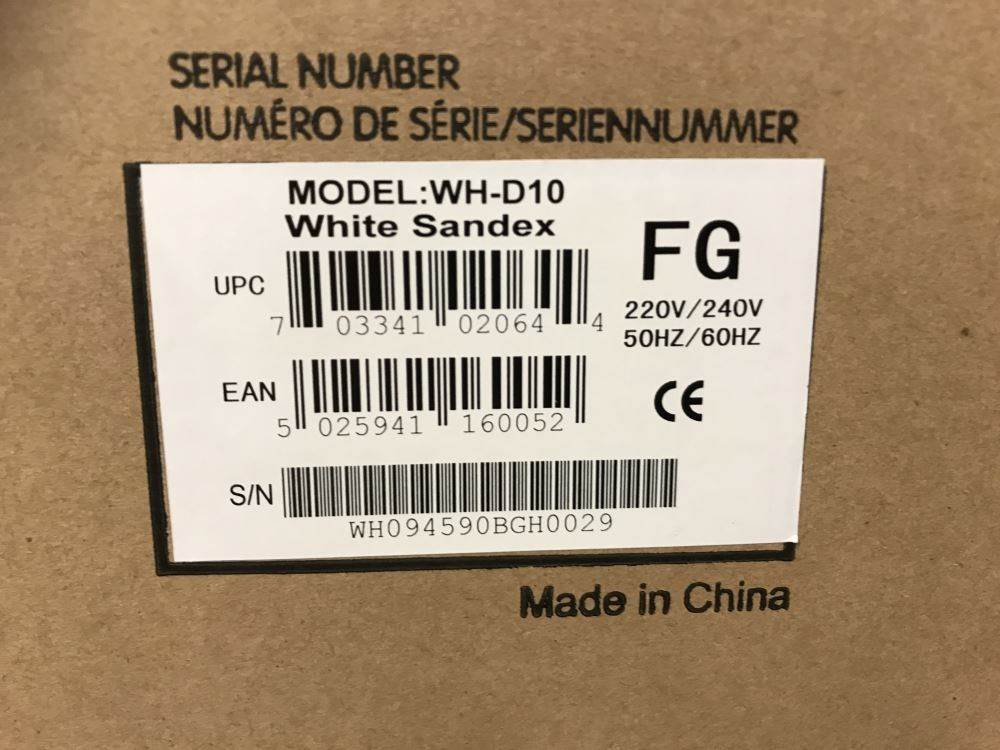 SERIAL NUMBER
NUMÉRO DE SÉRIE/SERIENNUMMER
MODEL:WH-D10
White Sandex
FG
UPC
7 03341 02064 4
220V/240V
50HZ/60HZ
EAN
5 025941 160052
CE
S/N
WH094590BGH0029
Made in China